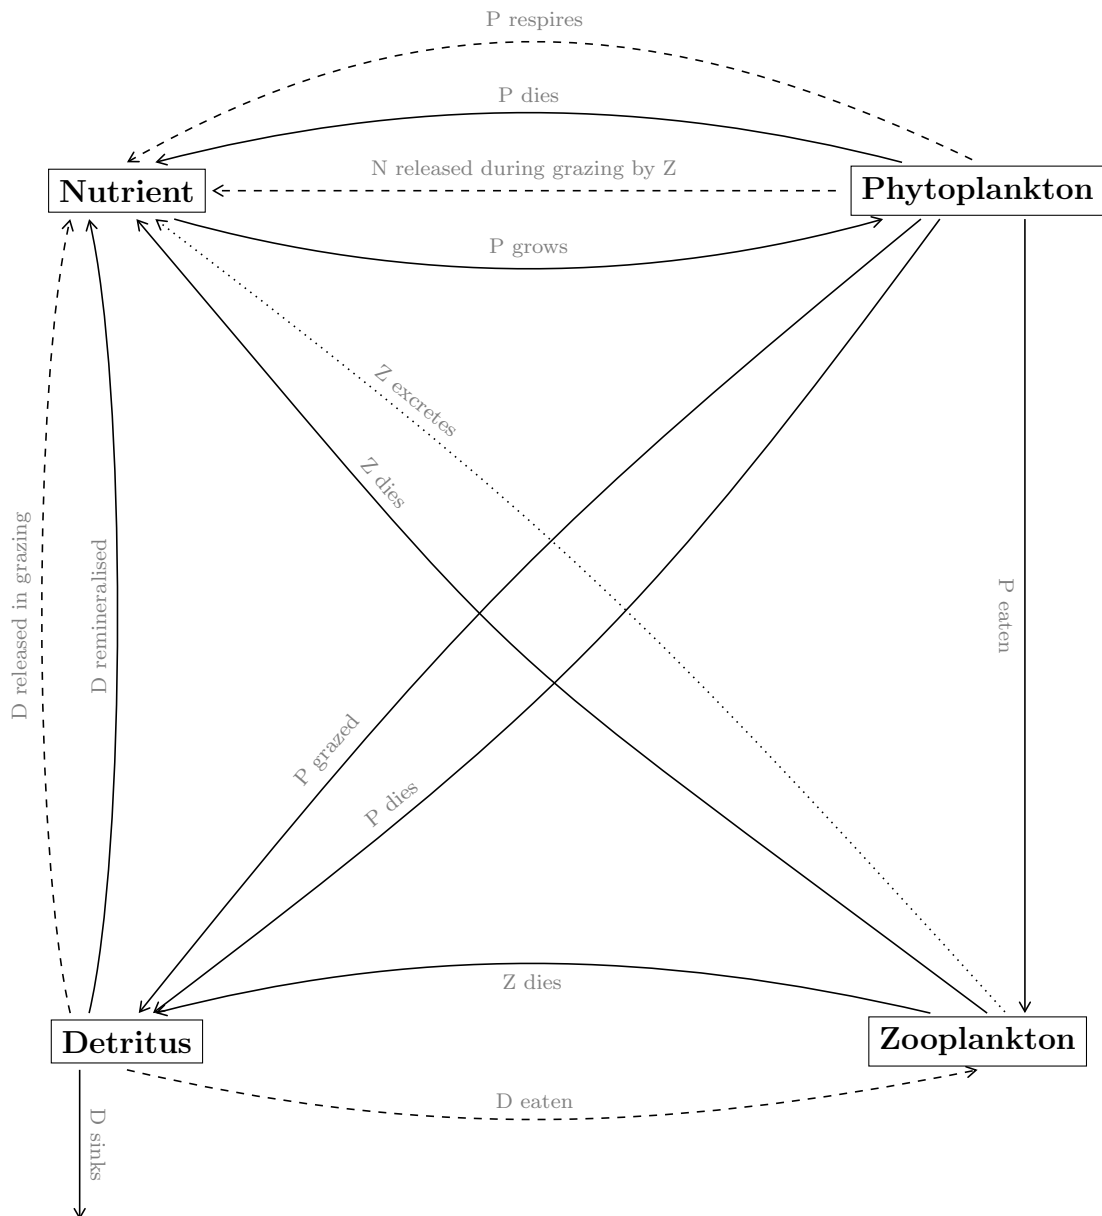 P respires
P dies
N released during grazing by Z
Nutrient
Phytoplankton
P grows
Z excretes
Z dies
D released in grazing
D remineralised
P eaten
P grazed
P dies
Z dies
Detritus
Zooplankton
D eaten
D sinks